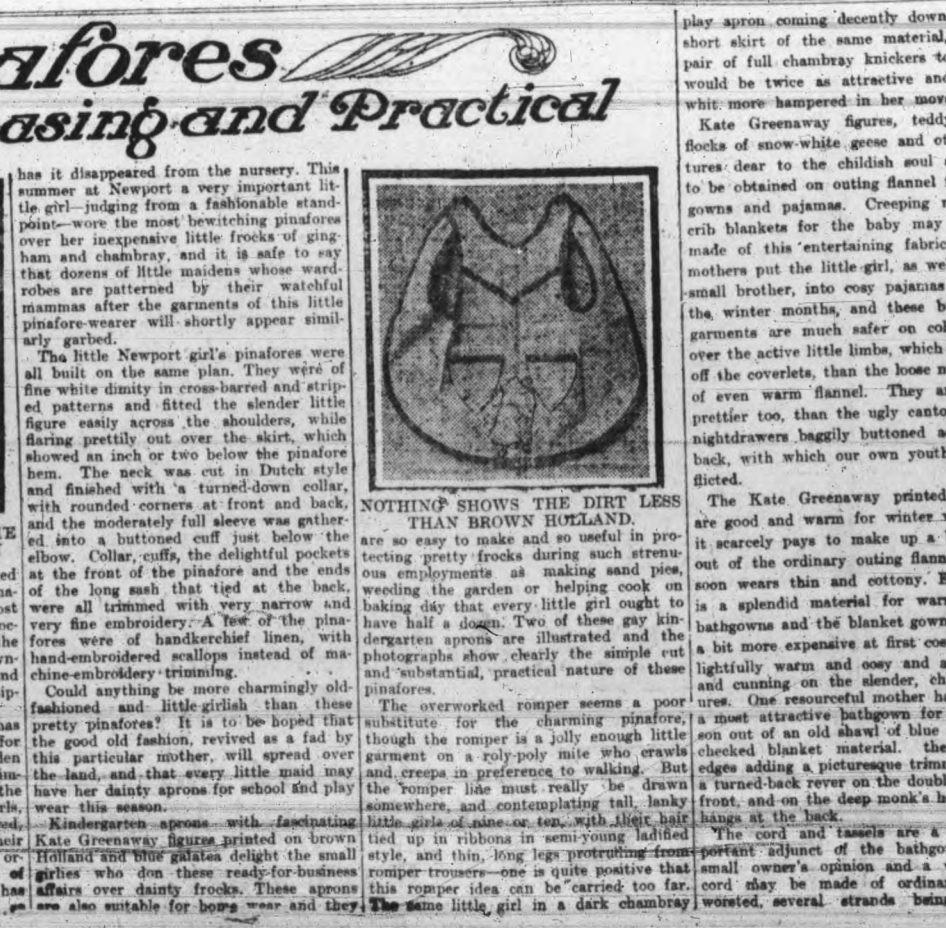 afores
asing and Practical
E
ed
na-
ost
oc-
the
n-
nd
ip-
has
for
den
im-
the
rls,
ed,
heir
or-
of
has
has it disappeared from the nursery. This
summer at Newport a very important lit-
tle girl—judging from a fashionable stand-
point—wore the most bewitching pinafores
over her inexpensive little frocks of ging-
ham and chambray, and it is safe to say
that dozens of little maidens whose ward-
robes are patterned by their watchful
mammas after the garments of this little
pinafore-wearer will shortly appear simil-
arly garbed.
The little Newport girl's pinafores were
all built on the same plan. They were of
fine white dimity in cross-barred and strip-
ed patterns and fitted the slender little
figure easily across the shoulders, while
flaring prettily out over the skirt, which
showed an inch or two below the pinafore
hem. The neck was cut in Dutch style
and finished with a turned-down collar,
with rounded corners at front and back,
and the moderately full sleeve was gather-
ed into a buttoned cuff just below the
elbow. Collar, cuffs, the delightful pockets
at the front of the pinafore and the ends
of the long sash that tied at the back,
were all trimmed with very narrow and
very fine embroidery. A few of the pina-
fores were of handkerchief linen, with
hand-embroidered scallops instead of ma-
chine-embroidery trimming.
Could anything be more charmingly old-
fashioned and little-girlish than these
pretty pinafores? It is to be hoped that
the good old fashion, revived as a fad by
this particular mother, will spread over
the land, and that every little maid may
have her dainty aprons for school and play
wear this season.
Kindergarten aprons with fascinating
Kate Greenaway figures printed on brown
Holland and blue galatea delight the small
girlies who don these ready-for-business
affairs over dainty frocks. These aprons
are also suitable for home wear and they
NOTHING SHOWS THE DIRT LESS
THAN BROWN HOLLAND.
are so easy to make and so useful in pro-
tecting pretty frocks during such strenu-
ous employments as making sand pies,
weeding the garden or helping cook on
baking day that every little girl ought to
have half a dozen. Two of these gay kin-
dergarten aprons are illustrated and the
photographs show clearly the simple cut
and substantial, practical nature of these
pinafores.
The overworked romper seems a poor
substitute for the charming pinafore,
though the romper is a jolly enough little
garment on a roly-poly mite who crawls
and creeps in preference to walking. But
the romper line must really be drawn
somewhere, and contemplating tall, lanky
little girls of nine or ten, with their hair
tied up in ribbons in semi-young ladified
style, and thin, long legs protruding from
romper trousers—one is quite positive that
this romper idea can be carried too far.
The same little girl in a dark chambray
play apron coming decently down
short skirt of the same material,
pair of full chambray knickers to
would be twice as attractive and
whit more hampered in her mov
Kate Greenaway figures, teddy
flocks of snow-white geese and ot
tures dear to the childish soul
to be obtained on outing flannel
gowns and pajamas. Creeping r
crib blankets for the baby may
made of this entertaining fabric
mothers put the little girl, as we
small brother, into cosy pajamas
the winter months, and these b
garments are much safer on col
over the active little limbs, which
off the coverlets, than the loose n
of even warm flannel. They a
prettier too, than the ugly canto
nightdrawers baggily buttoned a
back, with which our own youth
flicted.
The Kate Greenaway printed
are good and warm for winter
it scarcely pays to make up a
out of the ordinary outing flann
soon wears thin and cottony.
is a splendid material for warm
bathgowns and the blanket gown
a bit more expensive at first cos
lightfully warm and cosy and a
and cunning on the slender, ch
ures. One resourceful mother h
a most attractive bathgown for
son out of an old shawl of blue
checked blanket material. the
edges adding a picturesque trimm
a turned-back rever on the doubl
front, and on the deep monk's h
hangs at the back.
The cord and tassels are a
portant adjunct of the bathgo
small owner's opinion and a
cord may be made of ordinar
worsted, several strands being